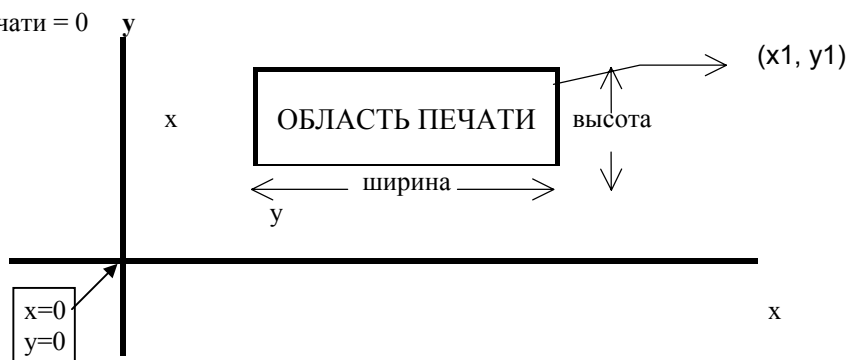 чати = 0 y
(x1, y1)
x ОБЛАСТЬ ПЕЧАТИ высота
ширина
y
x=0
y=0
x